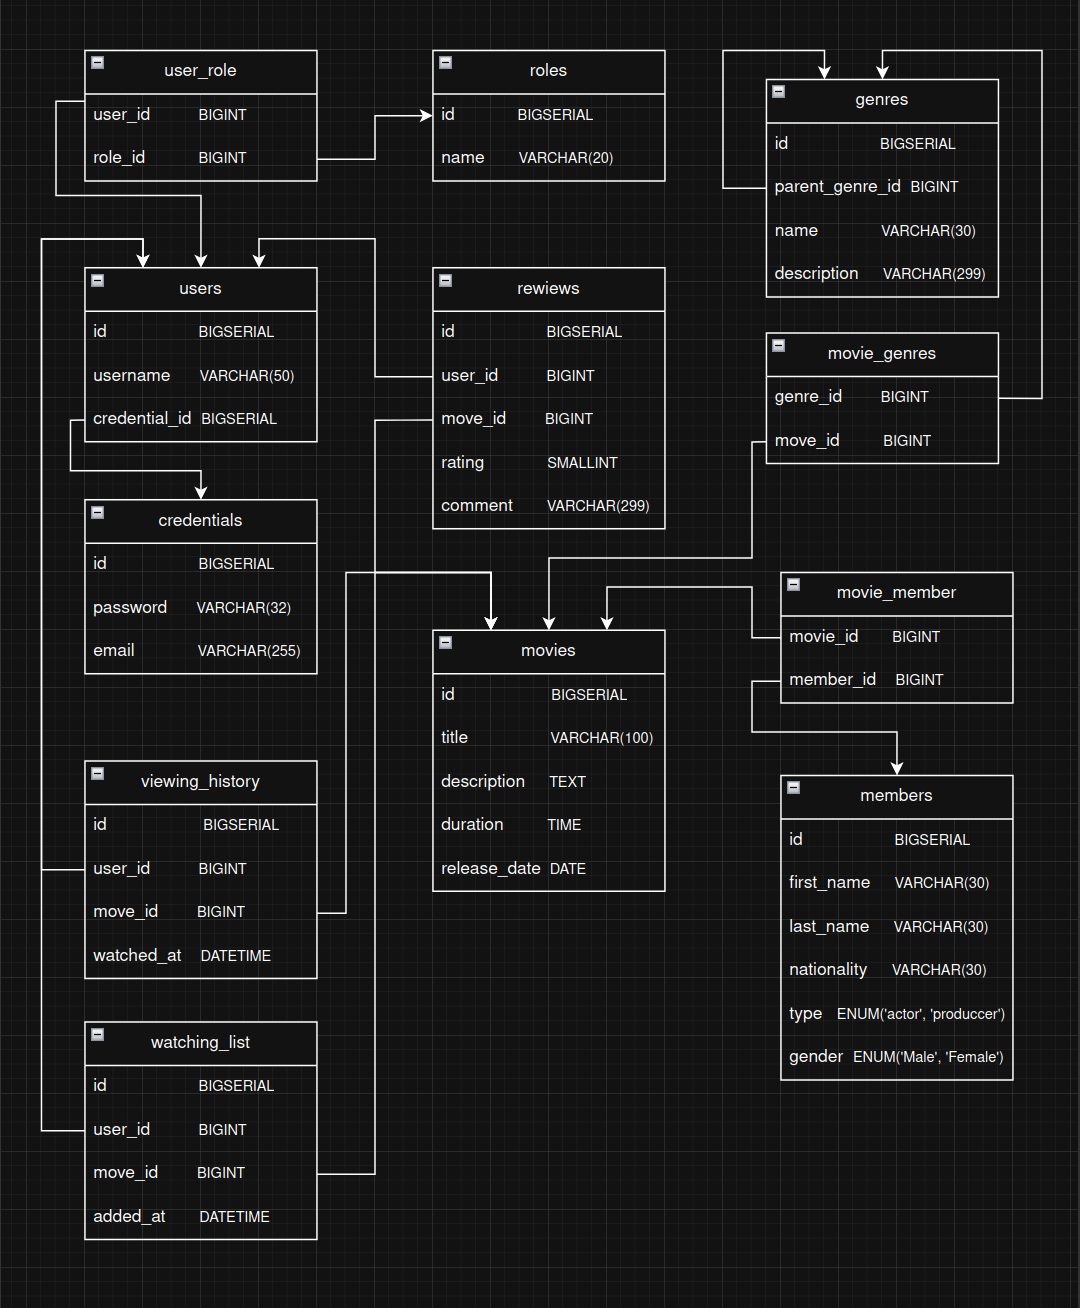 user_role
user_id BIGINT
role_id BIGINT
roles
id BIGSERIAL
name VARCHAR(20)
genres
id BIGSERIAL
parent_genre_id BIGINT
name VARCHAR(30)
description VARCHAR(299)
users
id BIGSERIAL
username VARCHAR(50)
credential_id BIGSERIAL
rewiews
id BIGSERIAL
user_id BIGINT
move_id BIGINT
rating SMALLINT
comment VARCHAR(299)
movie_genres
genre_id BIGINT
move_id BIGINT
credentials
id BIGSERIAL
password VARCHAR(32)
email VARCHAR(255)
movies
id BIGSERIAL
title VARCHAR(100)
description TEXT
duration TIME
release_date DATE
movie_member
movie_id BIGINT
member_id BIGINT
viewing_history
id BIGSERIAL
user_id BIGINT
move_id BIGINT
watched_at DATETIME
members
id BIGSERIAL
first_name VARCHAR(30)
last_name VARCHAR(30)
nationality VARCHAR(30)
type ENUM('actor', 'produccer')
gender ENUM('Male', 'Female')
watching_list
id BIGSERIAL
user_id BIGINT
move_id BIGINT
added_at DATETIME